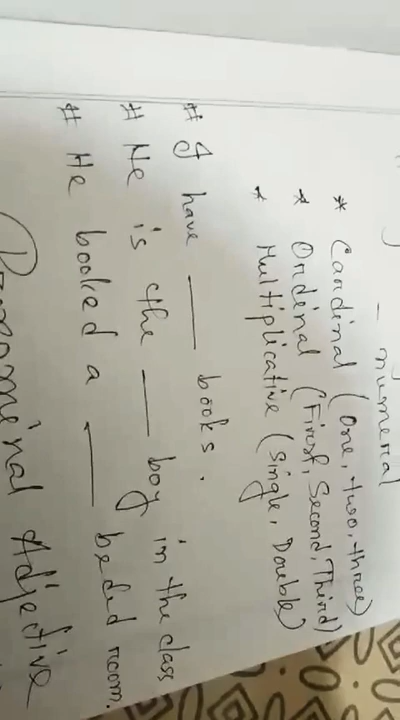 - numeral
* Cardinal (One, two, three)
* Ordinal (First, Second, Third)
* Multiplicative (Single, Double)
# I have ___ books.
# He is the ___ boy in the class
# He booked a ___ beded room.
Pronominal Adjective